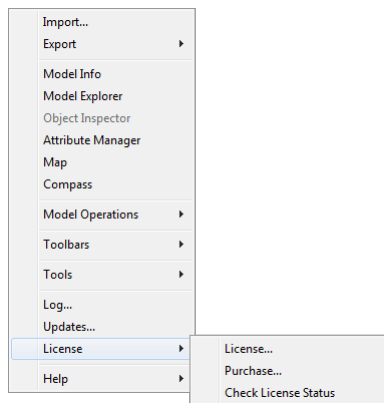 Import...
Export
Model Info
Model Explorer
Object Inspector
Attribute Manager
Map
Compass
Model Operations
Toolbars
Tools
Log...
Updates...
License
Help
License...
Purchase...
Check License Status